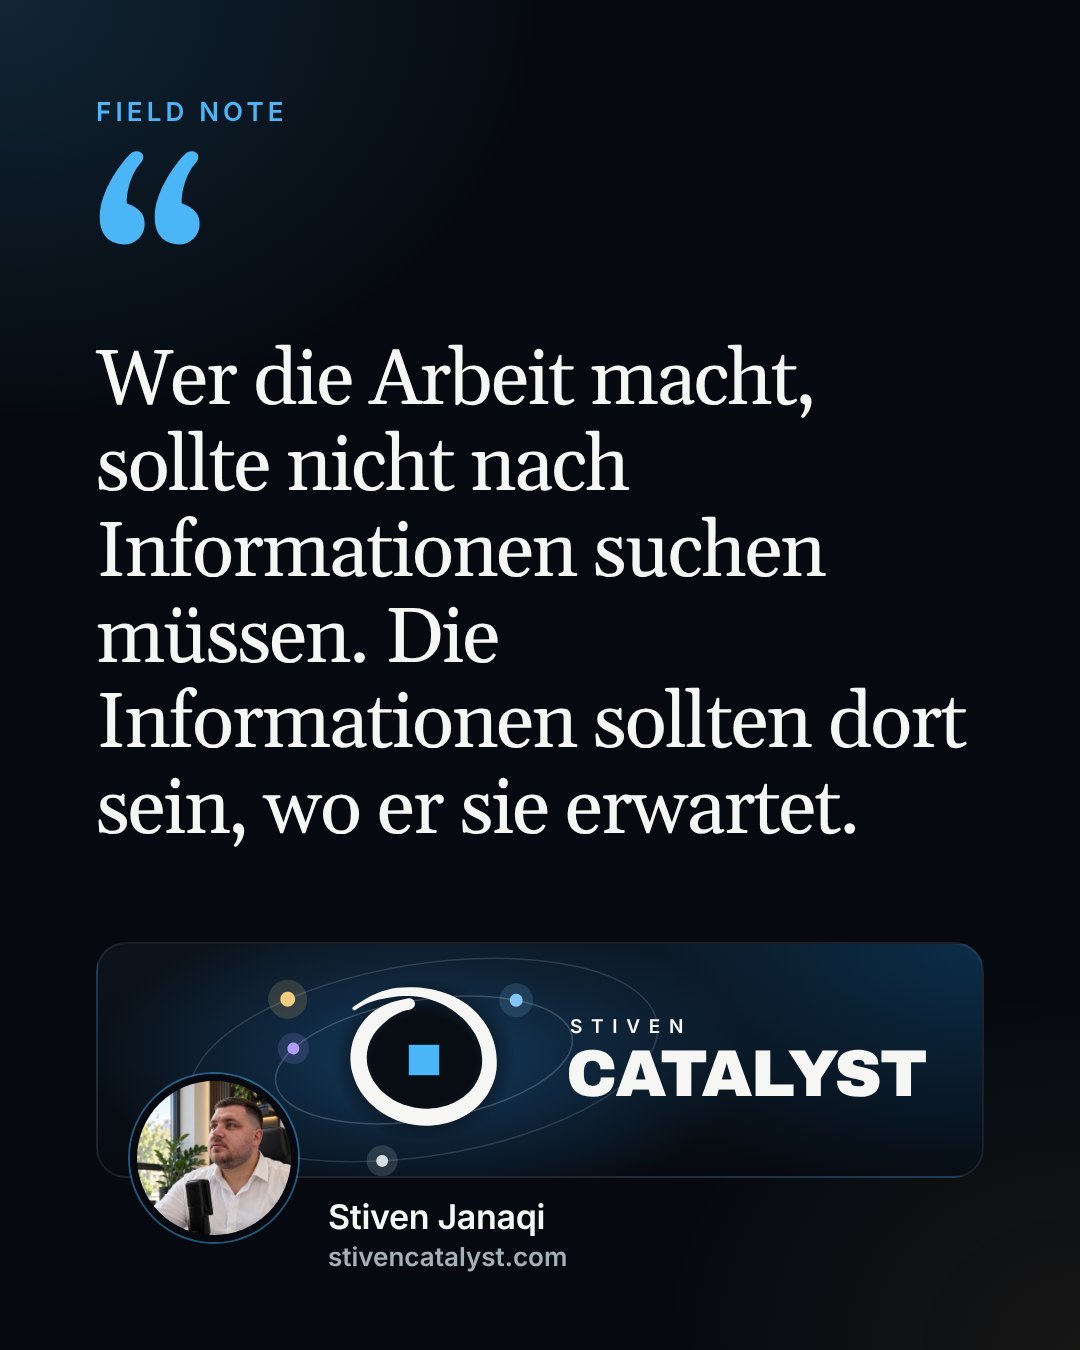 FIELD NOTE
“
Wer die Arbeit macht,
sollte nicht nach
Informationen suchen
müssen. Die
Informationen sollten dort
sein, wo er sie erwartet.
STIVEN
CATALYST
Stiven Janaqi
stivencatalyst.com